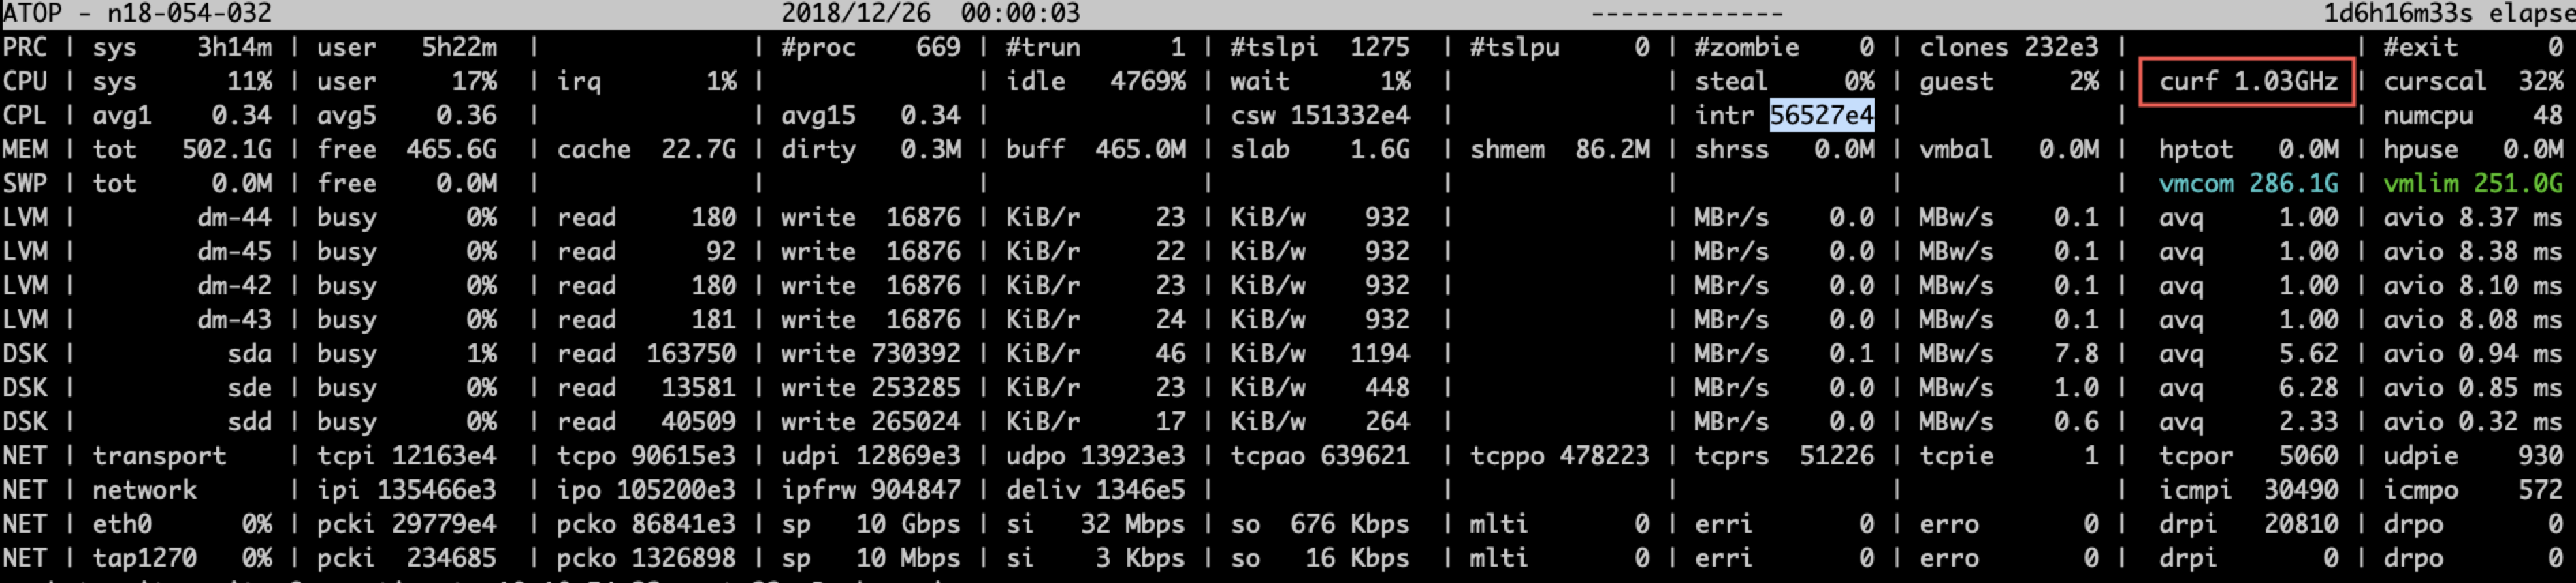 ATOP - n18-054-032 2018/12/26 00:00:03 ------------- 1d6h16m33s elapse
PRC | sys 3h14m | user 5h22m | | #proc 669 | #trun 1 | #tslpi 1275 | #tslpu 0 | #zombie 0 | clones 232e3 | | #exit 0
CPU | sys 11% | user 17% | irq 1% | | idle 4769% | wait 1% | | steal 0% | guest 2% | curf 1.03GHz | curscal 32%
CPL | avg1 0.34 | avg5 0.36 | | avg15 0.34 | | csw 151332e4 | | intr 56527e4 | | | numcpu 48
MEM | tot 502.1G | free 465.6G | cache 22.7G | dirty 0.3M | buff 465.0M | slab 1.6G | shmem 86.2M | shrss 0.0M | vmbal 0.0M | hptot 0.0M | hpuse 0.0M
SWP | tot 0.0M | free 0.0M | | | | | | | | vmcom 286.1G | vmlim 251.0G
LVM | dm-44 | busy 0% | read 180 | write 16876 | KiB/r 23 | KiB/w 932 | | MBr/s 0.0 | MBw/s 0.1 | avq 1.00 | avio 8.37 ms
LVM | dm-45 | busy 0% | read 92 | write 16876 | KiB/r 22 | KiB/w 932 | | MBr/s 0.0 | MBw/s 0.1 | avq 1.00 | avio 8.38 ms
LVM | dm-42 | busy 0% | read 180 | write 16876 | KiB/r 23 | KiB/w 932 | | MBr/s 0.0 | MBw/s 0.1 | avq 1.00 | avio 8.10 ms
LVM | dm-43 | busy 0% | read 181 | write 16876 | KiB/r 24 | KiB/w 932 | | MBr/s 0.0 | MBw/s 0.1 | avq 1.00 | avio 8.08 ms
DSK | sda | busy 1% | read 163750 | write 730392 | KiB/r 46 | KiB/w 1194 | | MBr/s 0.1 | MBw/s 7.8 | avq 5.62 | avio 0.94 ms
DSK | sde | busy 0% | read 13581 | write 253285 | KiB/r 23 | KiB/w 448 | | MBr/s 0.0 | MBw/s 1.0 | avq 6.28 | avio 0.85 ms
DSK | sdd | busy 0% | read 40509 | write 265024 | KiB/r 17 | KiB/w 264 | | MBr/s 0.0 | MBw/s 0.6 | avq 2.33 | avio 0.32 ms
NET | transport | tcpi 12163e4 | tcpo 90615e3 | udpi 12869e3 | udpo 13923e3 | tcpao 639621 | tcppo 478223 | tcprs 51226 | tcpie 1 | tcpor 5060 | udpie 930
NET | network | ipi 135466e3 | ipo 105200e3 | ipfrw 904847 | deliv 1346e5 | | | | | icmpi 30490 | icmpo 572
NET | eth0 0% | pcki 29779e4 | pcko 86841e3 | sp 10 Gbps | si 32 Mbps | so 676 Kbps | mlti 0 | erri 0 | erro 0 | drpi 20810 | drpo 0
NET | tap1270 0% | pcki 234685 | pcko 1326898 | sp 10 Mbps | si 3 Kbps | so 16 Kbps | mlti 0 | erri 0 | erro 0 | drpi 0 | drpo 0